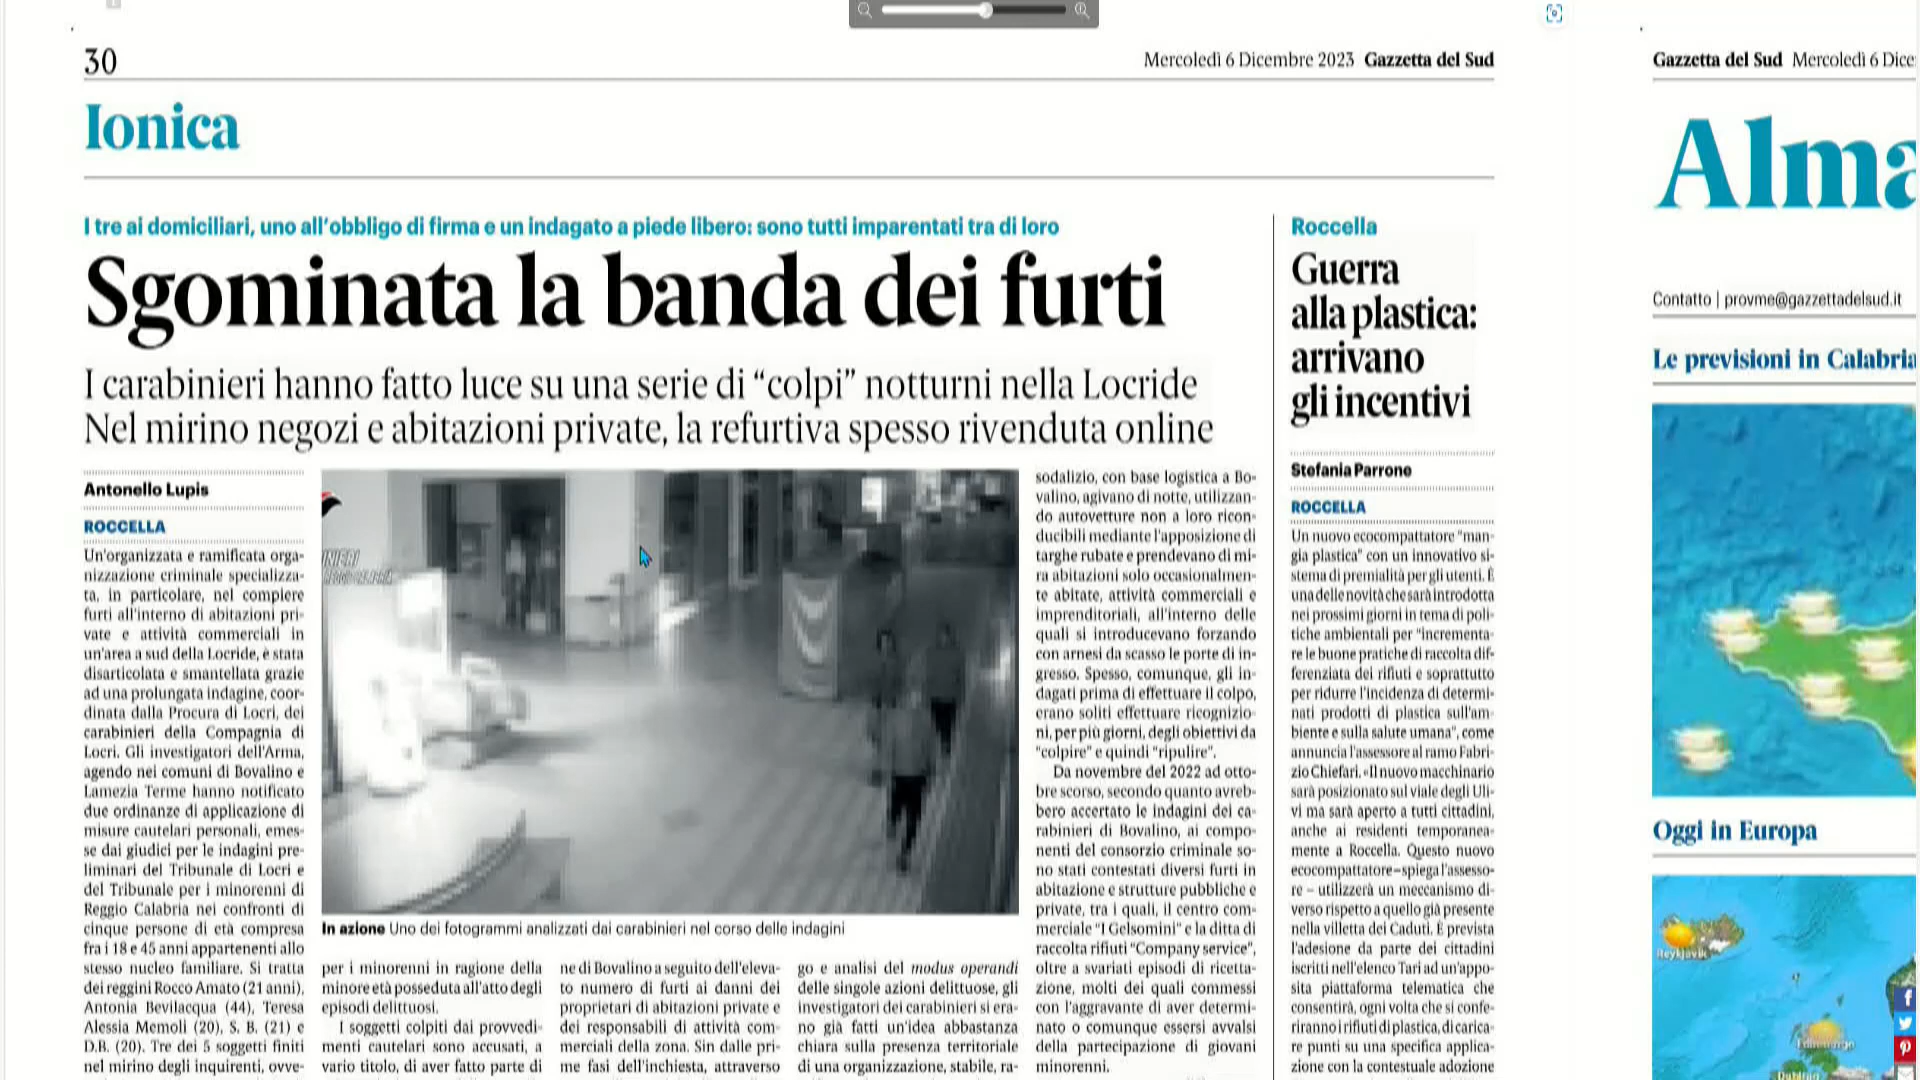 30
Mercoledì 6 Dicembre 2023 Gazzetta del Sud
Ionica
I tre ai domiciliari, uno all'obbligo di firma e un indagato a piede libero: sono tutti imparentati tra di loro
Sgominata la banda dei furti
I carabinieri hanno fatto luce su una serie di “colpi” notturni nella Locride
Nel mirino negozi e abitazioni private, la refurtiva spesso rivenduta online
Antonello Lupis
ROCCELLA
Un'organizzata e ramificata orga-
nizzazione criminale specializza-
ta, in particolare, nel compiere
furti all'interno di abitazioni pri-
vate e attività commerciali in
un'area a sud della Locride, è stata
disarticolata e smantellata grazie
ad una prolungata indagine, coor-
dinata dalla Procura di Locri, dei
carabinieri della Compagnia di
Locri. Gli investigatori dell'Arma,
agendo nei comuni di Bovalino e
Lamezia Terme hanno notificato
due ordinanze di applicazione di
misure cautelari personali, emes-
se dai giudici per le indagini pre-
liminari del Tribunale di Locri e
del Tribunale per i minorenni di
Reggio Calabria nei confronti di
cinque persone di età compresa
fra i 18 e 45 anni appartenenti allo
stesso nucleo familiare. Si tratta
dei reggini Rocco Amato (21 anni),
Antonia Bevilacqua (44), Teresa
Alessia Memoli (20), S. B. (21) e
D.B. (20). Tre dei 5 soggetti finiti
nel mirino degli inquirenti, ovve-
NIERI
In azione Uno dei fotogrammi analizzati dai carabinieri nel corso delle indagini
per i minorenni in ragione della
minore età posseduta all'atto degli
episodi delittuosi.
I soggetti colpiti dai provvedi-
menti cautelari sono accusati, a
vario titolo, di aver fatto parte di
ne di Bovalino a seguito dell'eleva-
to numero di furti ai danni dei
proprietari di abitazioni private e
dei responsabili di attività com-
merciali della zona. Sin dalle pri-
me fasi dell'inchiesta, attraverso
go e analisi del modus operandi
delle singole azioni delittuose, gli
investigatori dei carabinieri si era-
no già fatti un'idea abbastanza
chiara sulla presenza territoriale
di una organizzazione, stabile, ra-
sodalizio, con base logistica a Bo-
valino, agivano di notte, utilizzan-
do autovetture non a loro ricon-
ducibili mediante l'apposizione di
targhe rubate e prendevano di mi-
ra abitazioni solo occasionalmen-
te abitate, attività commerciali e
imprenditoriali, all'interno delle
quali si introducevano forzando
con arnesi da scasso le porte di in-
gresso. Spesso, comunque, gli in-
dagati prima di effettuare il colpo,
erano soliti effettuare ricognizio-
ni, per più giorni, degli obiettivi da
"colpire" e quindi "ripulire".
Da novembre del 2022 ad otto-
bre scorso, secondo quanto avreb-
bero accertato le indagini dei ca-
rabinieri di Bovalino, ai compo-
nenti del consorzio criminale so-
no stati contestati diversi furti in
abitazione e strutture pubbliche e
private, tra i quali, il centro com-
merciale "I Gelsomini" e la ditta di
raccolta rifiuti "Company service",
oltre a svariati episodi di ricetta-
zione, molti dei quali commessi
con l'aggravante di aver determi-
nato o comunque essersi avvalsi
della partecipazione di giovani
minorenni.
Roccella
Guerra
alla plastica:
arrivano
gli incentivi
Stefania Parrone
ROCCELLA
Un nuovo ecocompattatore "man-
gia plastica" con un innovativo si-
stema di premialità per gli utenti. È
una delle novità che sarà introdotta
nei prossimi giorni in tema di poli-
tiche ambientali per "incrementa-
re le buone pratiche di raccolta dif-
ferenziata dei rifiuti e soprattutto
per ridurre l'incidenza di determi-
nati prodotti di plastica sull'am-
biente e sulla salute umana", come
annuncia l'assessore al ramo Fabri-
zio Chiefari. «Il nuovo macchinario
sarà posizionato sul viale degli Uli-
vi ma sarà aperto a tutti cittadini,
anche ai residenti temporanea-
mente a Roccella. Questo nuovo
ecocompattatore – spiega l'assesso-
re – utilizzerà un meccanismo di-
verso rispetto a quello già presente
nella villetta dei Caduti. È prevista
l'adesione da parte dei cittadini
iscritti nell'elenco Tari ad un'appo-
sita piattaforma telematica che
consentirà, ogni volta che si confe-
riranno i rifiuti di plastica, di carica-
re punti su una specifica applica-
zione con la contestuale adozione
Gazzetta del Sud Mercoledì 6 Dice
Alma
Contatto | provme@gazzettadelsud.it
Le previsioni in Calabria
Oggi in Europa
Reykjavik
Edimburgo
Dublino